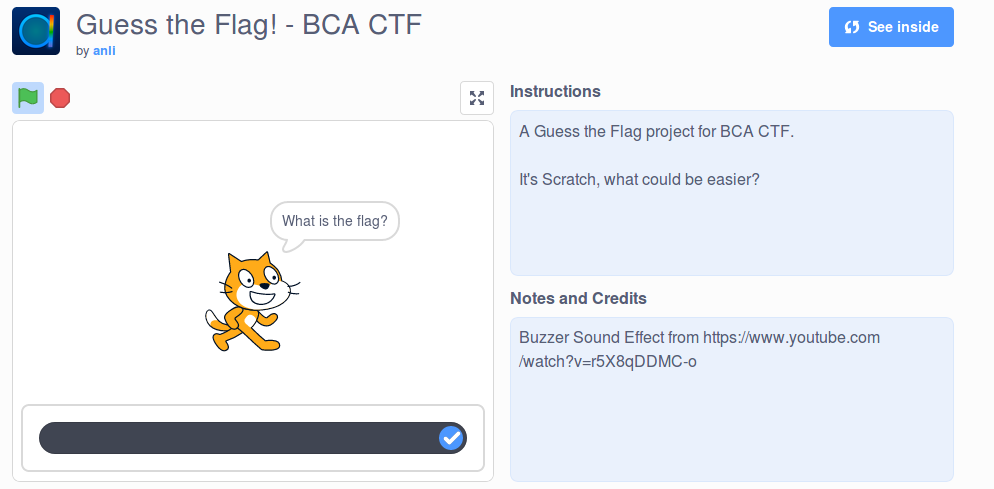 Guess the Flag! - BCA CTF
by anli
See inside
Instructions
A Guess the Flag project for BCA CTF.
It's Scratch, what could be easier?
What is the flag?
Notes and Credits
Buzzer Sound Effect from https://www.youtube.com
/watch?v=r5X8qDDMC-o